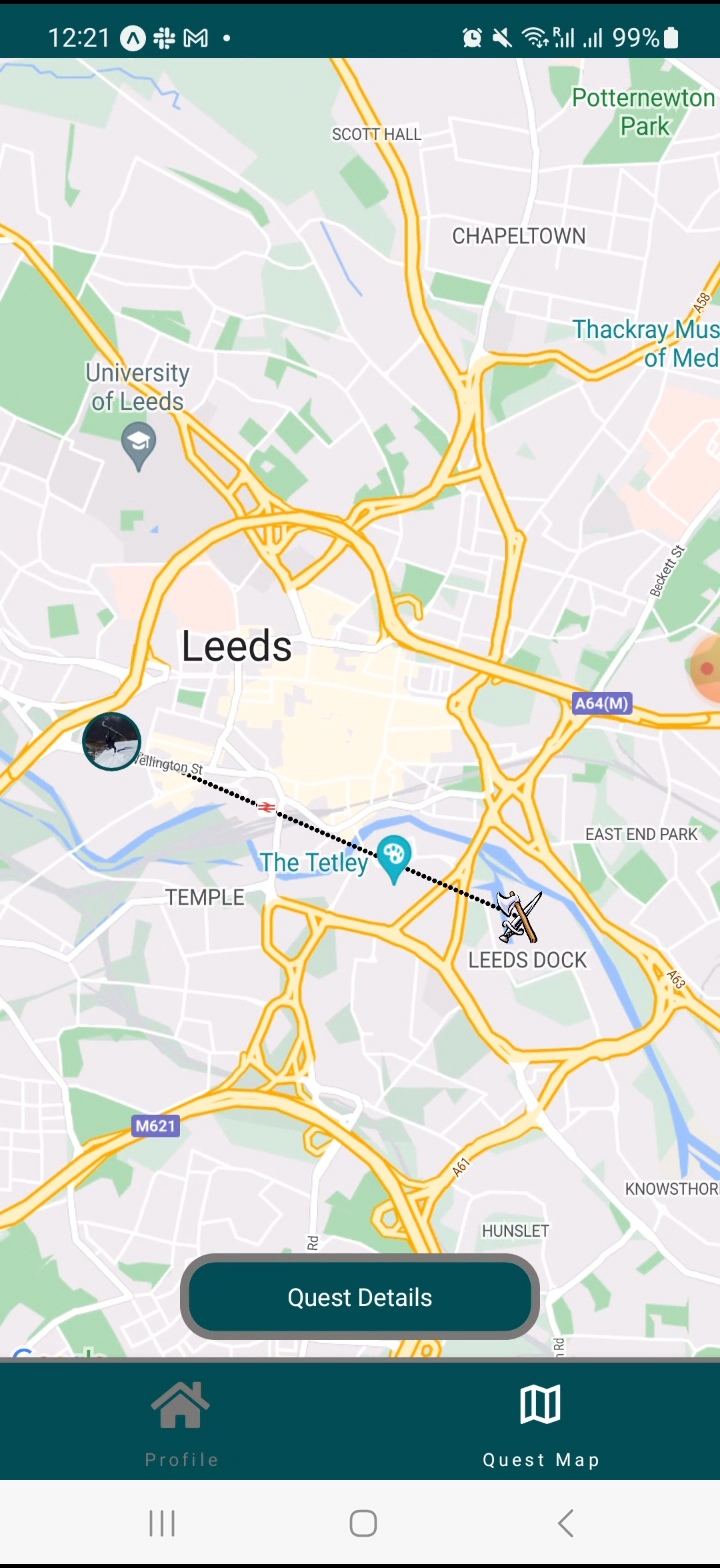 12:21
99%
Potternewton
Park
SCOTT HALL
CHAPELTOWN
A58
Thackray Mus
of Med
University
of Leeds
Beckett St
Leeds
A64(M)
Wellington St
EAST END PARK
The Tetley
TEMPLE
LEEDS DOCK
A63
M621
A61
KNOWSTHOR
HUNSLET
Rd
Quest Details
Rd
Google
Profile
Quest Map